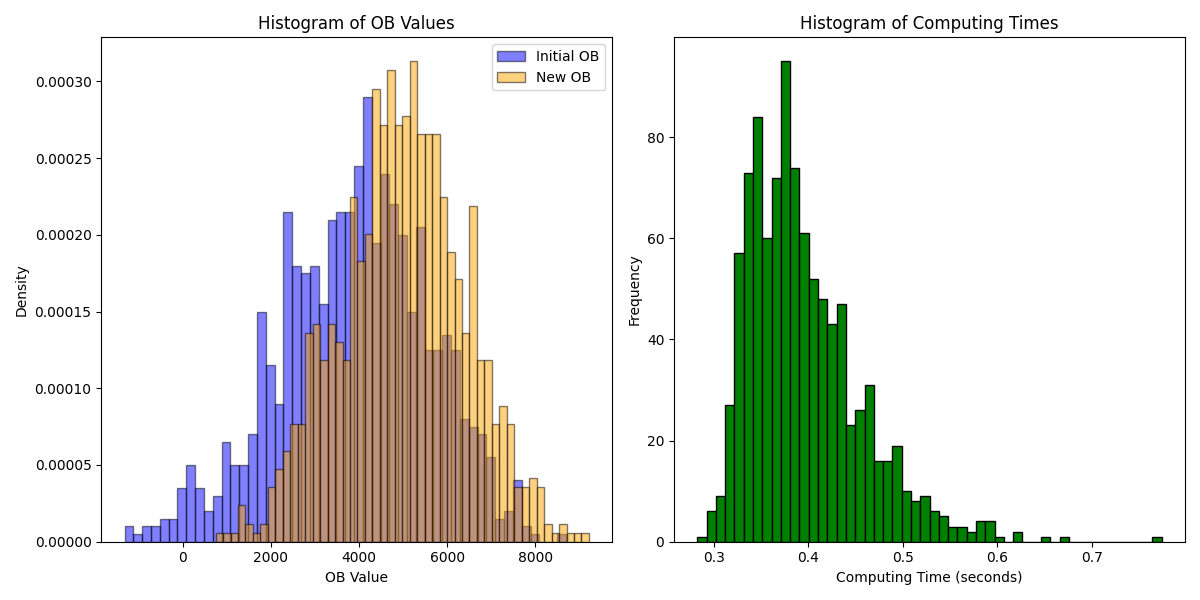 Histogram of OB Values
Initial OB
New OB
0.00030
0.00025
0.00020
0.00015
0.00010
0.00005
0.00000
Density
0 2000 4000 6000 8000
OB Value
Histogram of Computing Times
80
60
40
20
0
Frequency
0.3 0.4 0.5 0.6 0.7
Computing Time (seconds)